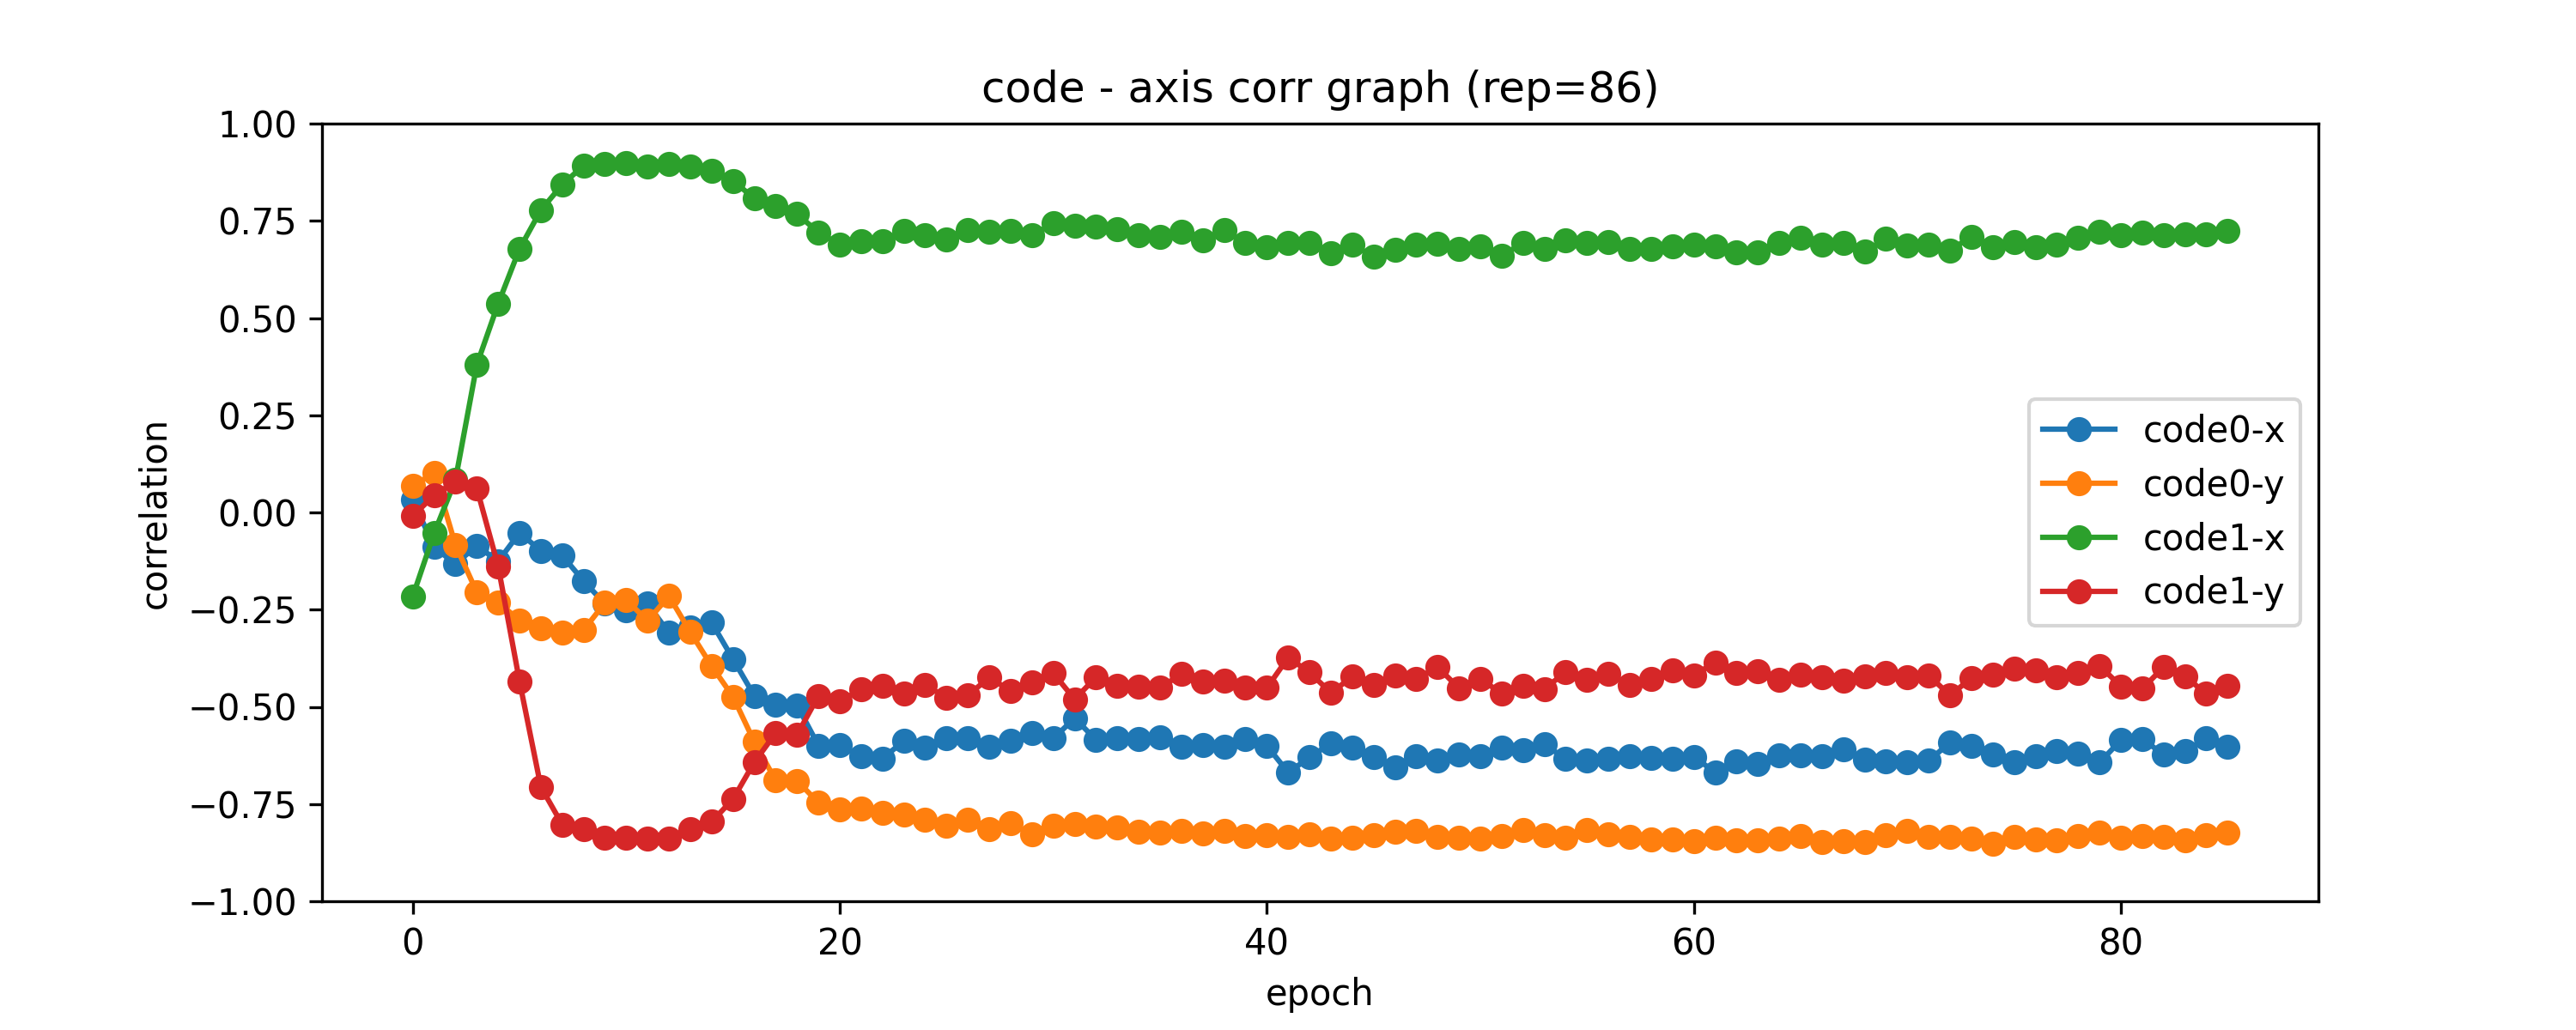 code - axis corr graph (rep=86)
1.00
0.75
0.50
0.25
0.00
−0.25
−0.50
−0.75
−1.00
correlation
code0-x
code0-y
code1-x
code1-y
0 20 40 60 80
epoch